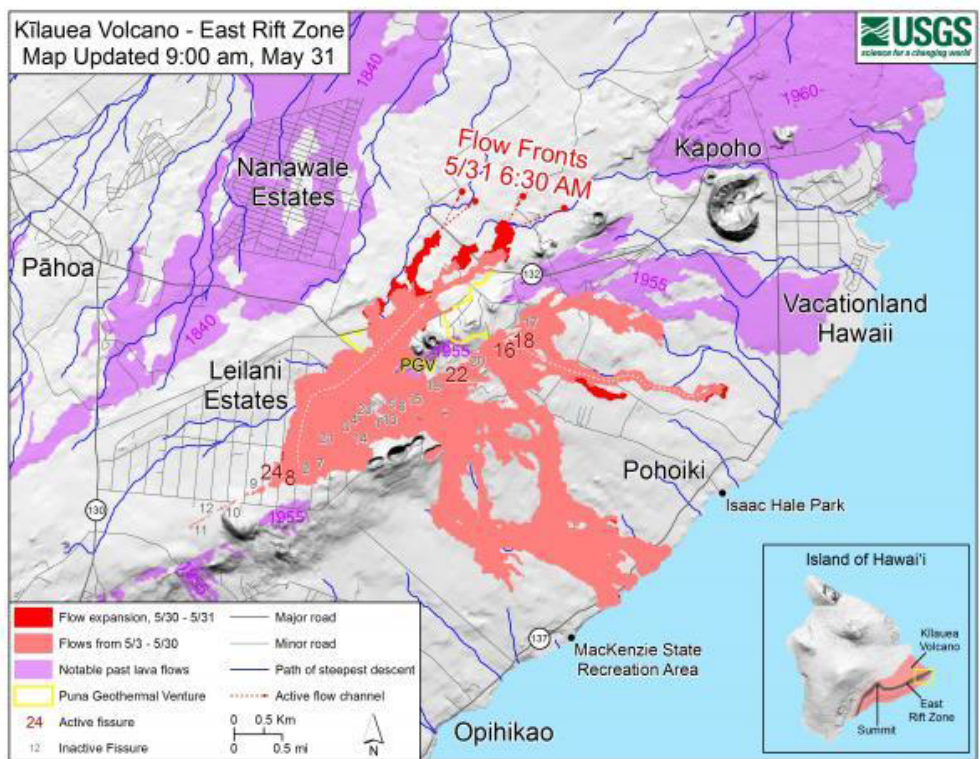 Kīlauea Volcano - East Rift Zone
Map Updated 9:00 am, May 31
USGS
science for a changing world
1840
1960
Flow Fronts
5/31 6:30 AM
Kapoho
Nanawale
Estates
Pāhoa
132
1955
1840
Vacationland
Hawaii
17
18
16
1955
PGV
22
Leilani
Estates
15
21
14
7
24
8
9
Pohoiki
Isaac Hale Park
130
12
10
11
1955
Island of Hawai'i
Kīlauea
Volcano
East
Rift Zone
Summit
137
MacKenzie State
Recreation Area
Opihikao
Flow expansion, 5/30 - 5/31
Flows from 5/3 - 5/30
Notable past lava flows
Puna Geothermal Venture
24 Active fissure
12 Inactive Fissure
Major road
Minor road
Path of steepest descent
Active flow channel
0 0.5 Km
0 0.5 mi
N